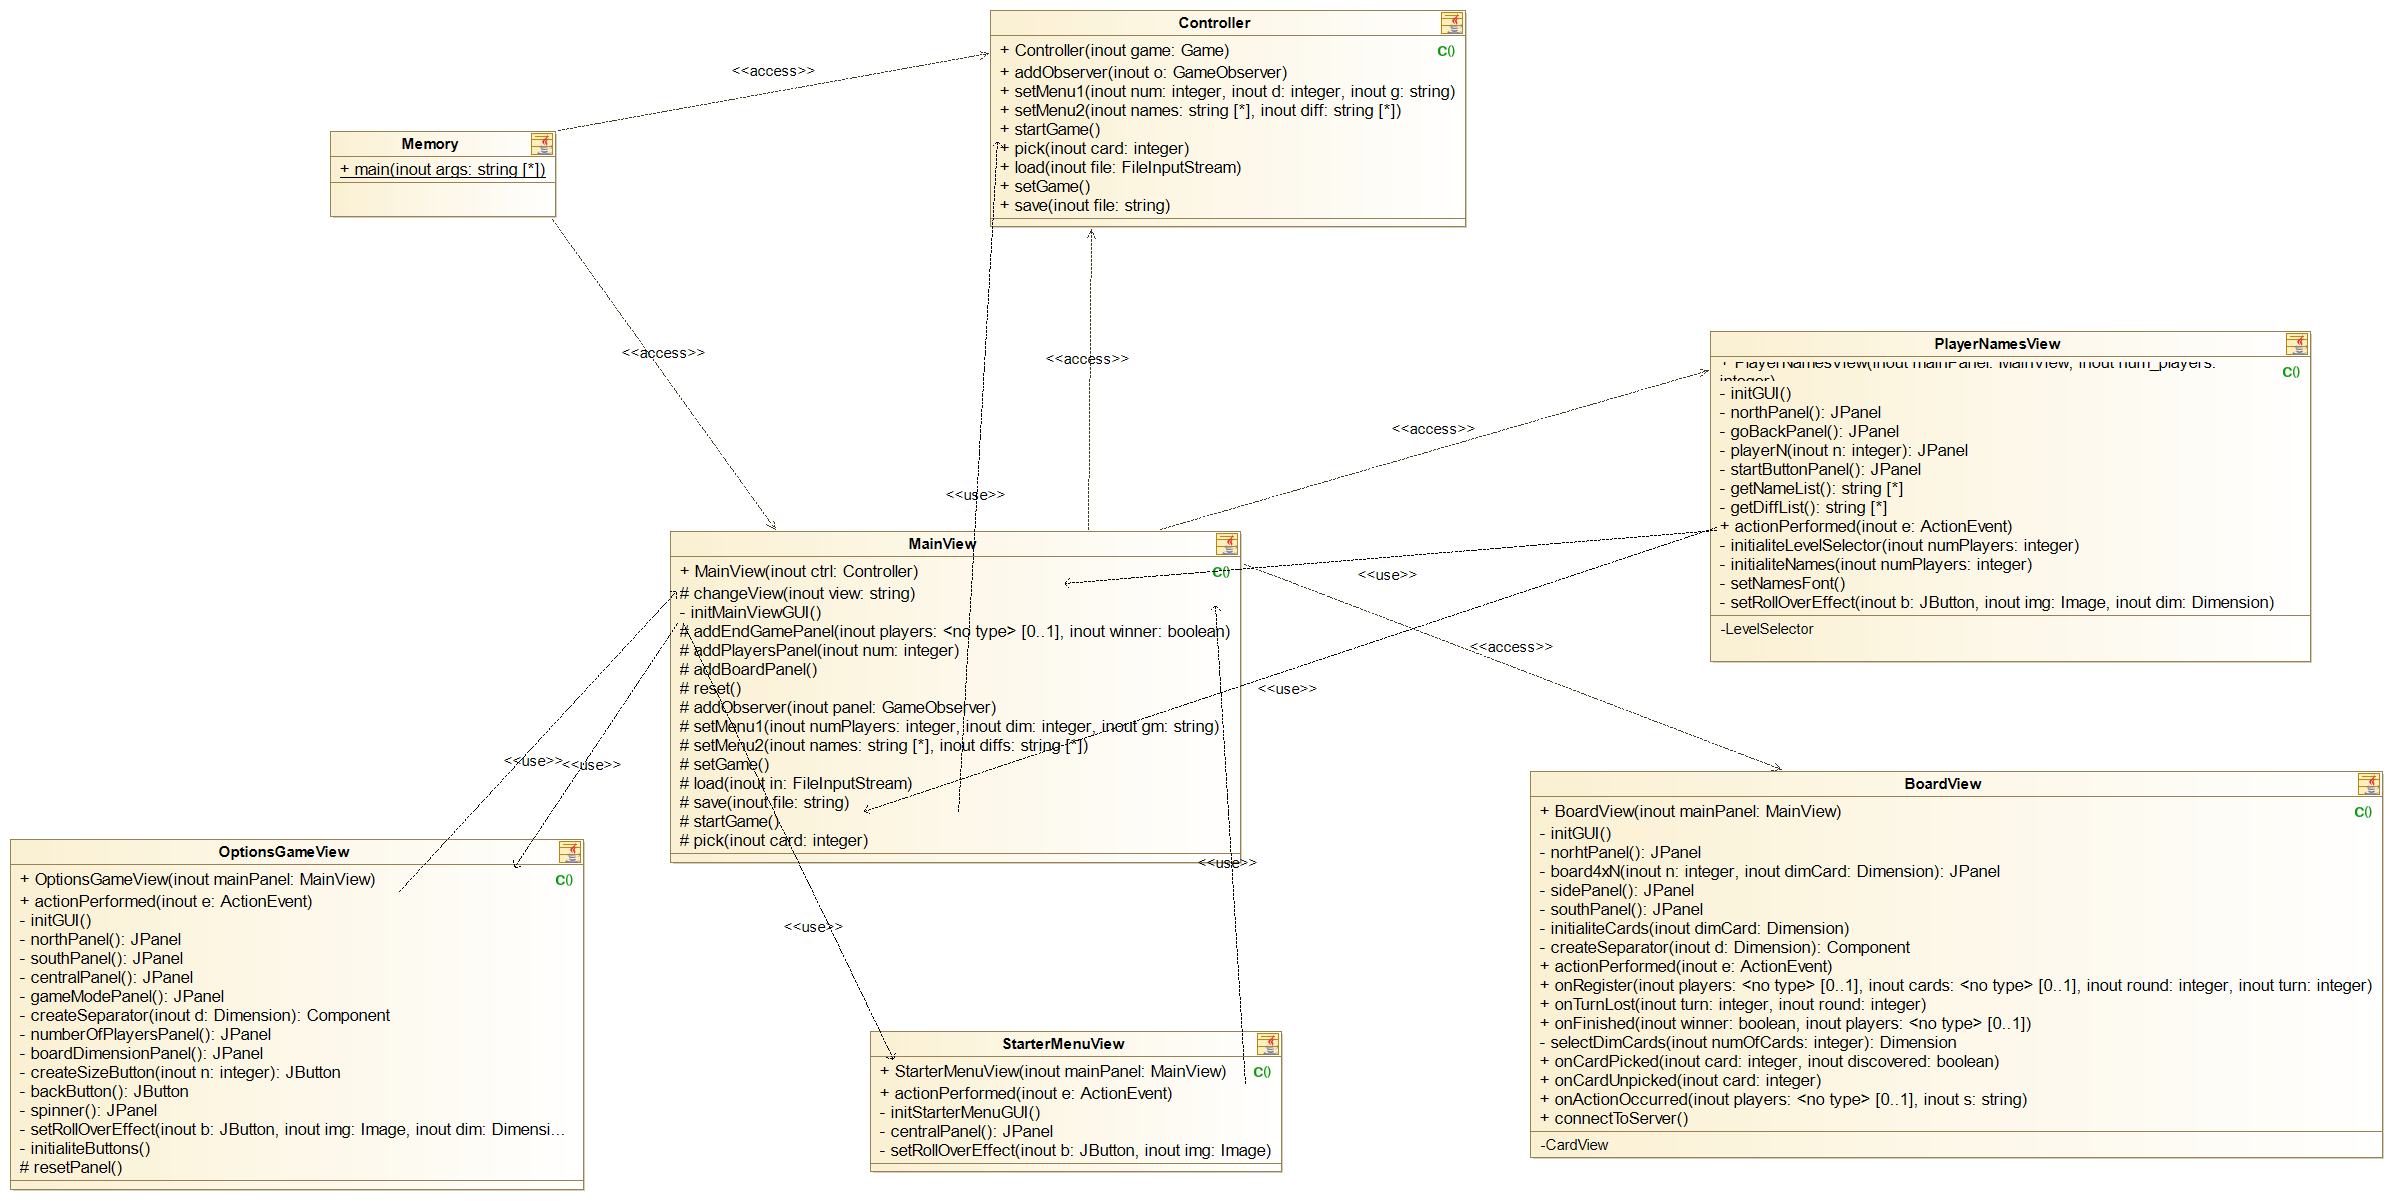 Controller
+ Controller(inout game: Game)
C()
+ addObserver(inout o: GameObserver)
+ setMenu1(inout num: integer, inout d: integer, inout g: string)
+ setMenu2(inout names: string [*], inout diff: string [*])
+ startGame()
+ pick(inout card: integer)
+ load(inout file: FileInputStream)
+ setGame()
+ save(inout file: string)
<<access>>
Memory
+ main(inout args: string [*])
<<access>>
<<access>>
<<use>>
<<access>>
PlayerNamesView
+ PlayerNamesView(inout mainPanel: MainView, inout num_players:
integer)
C()
- initGUI()
- northPanel(): JPanel
- goBackPanel(): JPanel
- playerN(inout n: integer): JPanel
- startButtonPanel(): JPanel
- getNameList(): string [*]
- getDiffList(): string [*]
+ actionPerformed(inout e: ActionEvent)
- initialiteLevelSelector(inout numPlayers: integer)
- initialiteNames(inout numPlayers: integer)
- setNamesFont()
- setRollOverEffect(inout b: JButton, inout img: Image, inout dim: Dimension)
-LevelSelector
MainView
+ MainView(inout ctrl: Controller)
C()
# changeView(inout view: string)
- initMainViewGUI()
# addEndGamePanel(inout players: <no type> [0..1], inout winner: boolean)
# addPlayersPanel(inout num: integer)
# addBoardPanel()
# reset()
# addObserver(inout panel: GameObserver)
# setMenu1(inout numPlayers: integer, inout dim: integer, inout gm: string)
# setMenu2(inout names: string [*], inout diffs: string [*])
# setGame()
# load(inout in: FileInputStream)
# save(inout file: string)
# startGame()
# pick(inout card: integer)
<<use>>
<<access>>
<<use>>
<<use>>
<<use>>
<<use>>
<<use>>
BoardView
+ BoardView(inout mainPanel: MainView)
C()
- initGUI()
- norhtPanel(): JPanel
- board4xN(inout n: integer, inout dimCard: Dimension): JPanel
- sidePanel(): JPanel
- southPanel(): JPanel
- initialiteCards(inout dimCard: Dimension)
- createSeparator(inout d: Dimension): Component
+ actionPerformed(inout e: ActionEvent)
+ onRegister(inout players: <no type> [0..1], inout cards: <no type> [0..1], inout round: integer, inout turn: integer)
+ onTurnLost(inout turn: integer, inout round: integer)
+ onFinished(inout winner: boolean, inout players: <no type> [0..1])
- selectDimCards(inout numOfCards: integer): Dimension
+ onCardPicked(inout card: integer, inout discovered: boolean)
+ onCardUnpicked(inout card: integer)
+ onActionOccurred(inout players: <no type> [0..1], inout s: string)
+ connectToServer()
-CardView
OptionsGameView
+ OptionsGameView(inout mainPanel: MainView)
C()
+ actionPerformed(inout e: ActionEvent)
- initGUI()
- northPanel(): JPanel
- southPanel(): JPanel
- centralPanel(): JPanel
- gameModePanel(): JPanel
- createSeparator(inout d: Dimension): Component
- numberOfPlayersPanel(): JPanel
- boardDimensionPanel(): JPanel
- createSizeButton(inout n: integer): JButton
- backButton(): JButton
- spinner(): JPanel
- setRollOverEffect(inout b: JButton, inout img: Image, inout dim: Dimensi...
- initialiteButtons()
# resetPanel()
StarterMenuView
+ StarterMenuView(inout mainPanel: MainView)
C()
+ actionPerformed(inout e: ActionEvent)
- initStarterMenuGUI()
- centralPanel(): JPanel
- setRollOverEffect(inout b: JButton, inout img: Image)